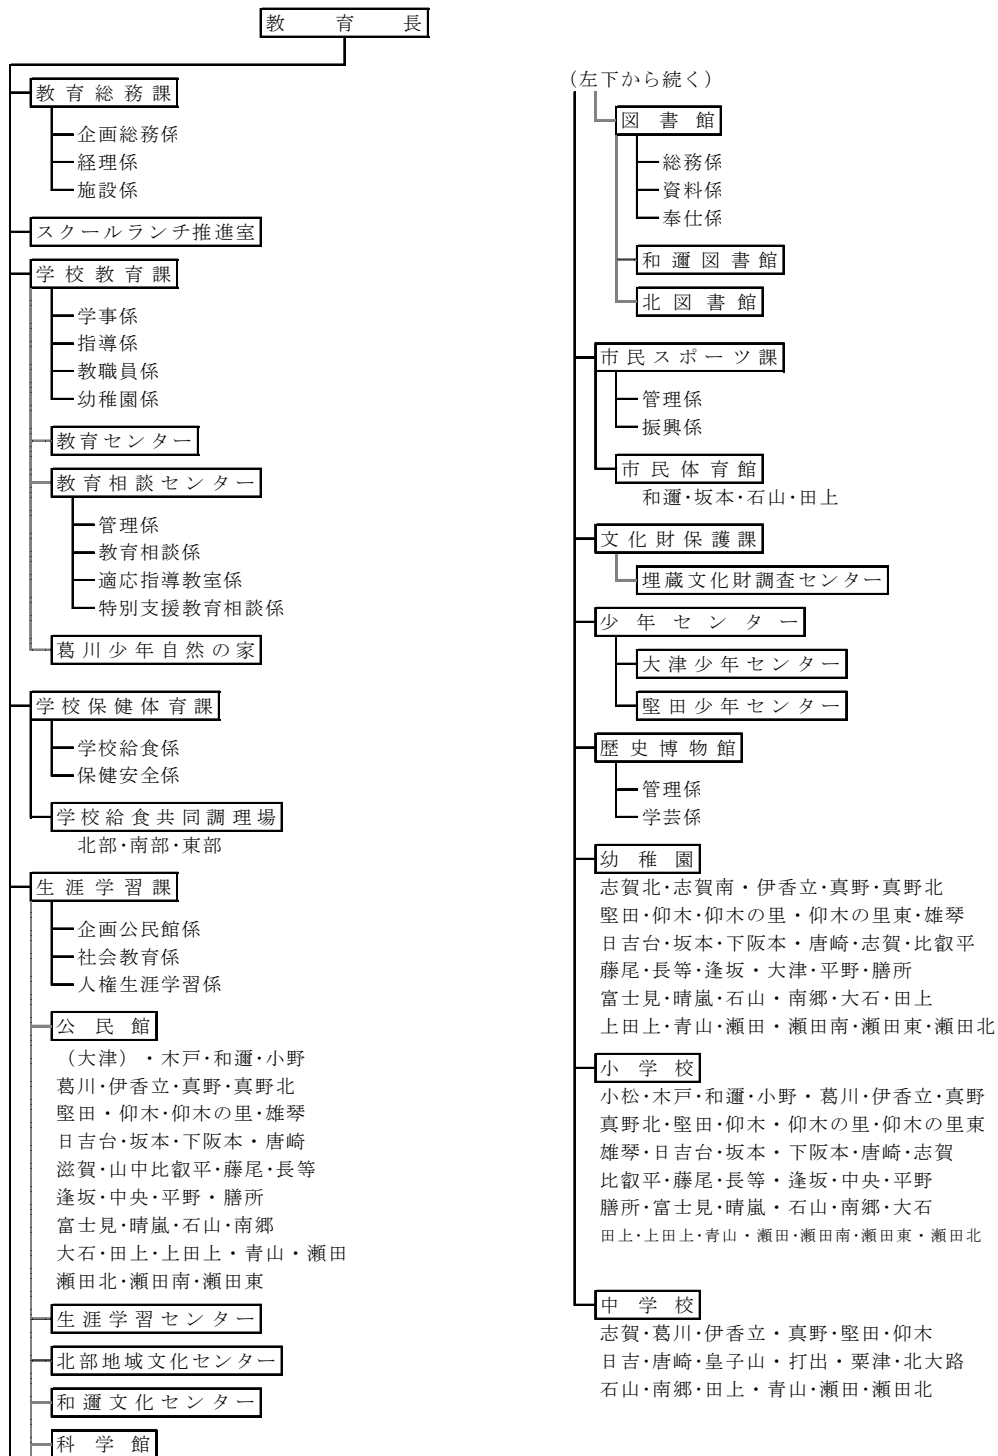 教育長
教育総務課
企画総務係
経理係
施設係
スクールランチ推進室
学校教育課
学事係
指導係
教職員係
幼稚園係
教育センター
教育相談センター
管理係
教育相談係
適応指導教室係
特別支援教育相談係
葛川少年自然の家
学校保健体育課
学校給食係
保健安全係
学校給食共同調理場
北部・南部・東部
生涯学習課
企画公民館係
社会教育係
人権生涯学習係
公民館
(大津)・木戸・和邇・小野
葛川・伊香立・真野・真野北
堅田・仰木・仰木の里・雄琴
日吉台・坂本・下阪本・唐崎
滋賀・山中比叡平・藤尾・長等
逢坂・中央・平野・膳所
富士見・晴嵐・石山・南郷
大石・田上・上田上・青山・瀬田
瀬田北・瀬田南・瀬田東
生涯学習センター
北部地域文化センター
和邇文化センター
科学館
(左下から続く)
図書館
総務係
資料係
奉仕係
和邇図書館
北図書館
市民スポーツ課
管理係
振興係
市民体育館
和邇・坂本・石山・田上
文化財保護課
埋蔵文化財調査センター
少年センター
大津少年センター
堅田少年センター
歴史博物館
管理係
学芸係
幼稚園
志賀北・志賀南・伊香立・真野・真野北
堅田・仰木・仰木の里・仰木の里東・雄琴
日吉台・坂本・下阪本・唐崎・志賀・比叡平
藤尾・長等・逢坂・大津・平野・膳所
富士見・晴嵐・石山・南郷・大石・田上
上田上・青山・瀬田・瀬田南・瀬田東・瀬田北
小学校
小松・木戸・和邇・小野・葛川・伊香立・真野
真野北・堅田・仰木・仰木の里・仰木の里東
雄琴・日吉台・坂本・下阪本・唐崎・志賀
比叡平・藤尾・長等・逢坂・中央・平野
膳所・富士見・晴嵐・石山・南郷・大石
田上・上田上・青山・瀬田・瀬田南・瀬田東・瀬田北
中学校
志賀・葛川・伊香立・真野・堅田・仰木
日吉・唐崎・皇子山・打出・粟津・北大路
石山・南郷・田上・青山・瀬田・瀬田北